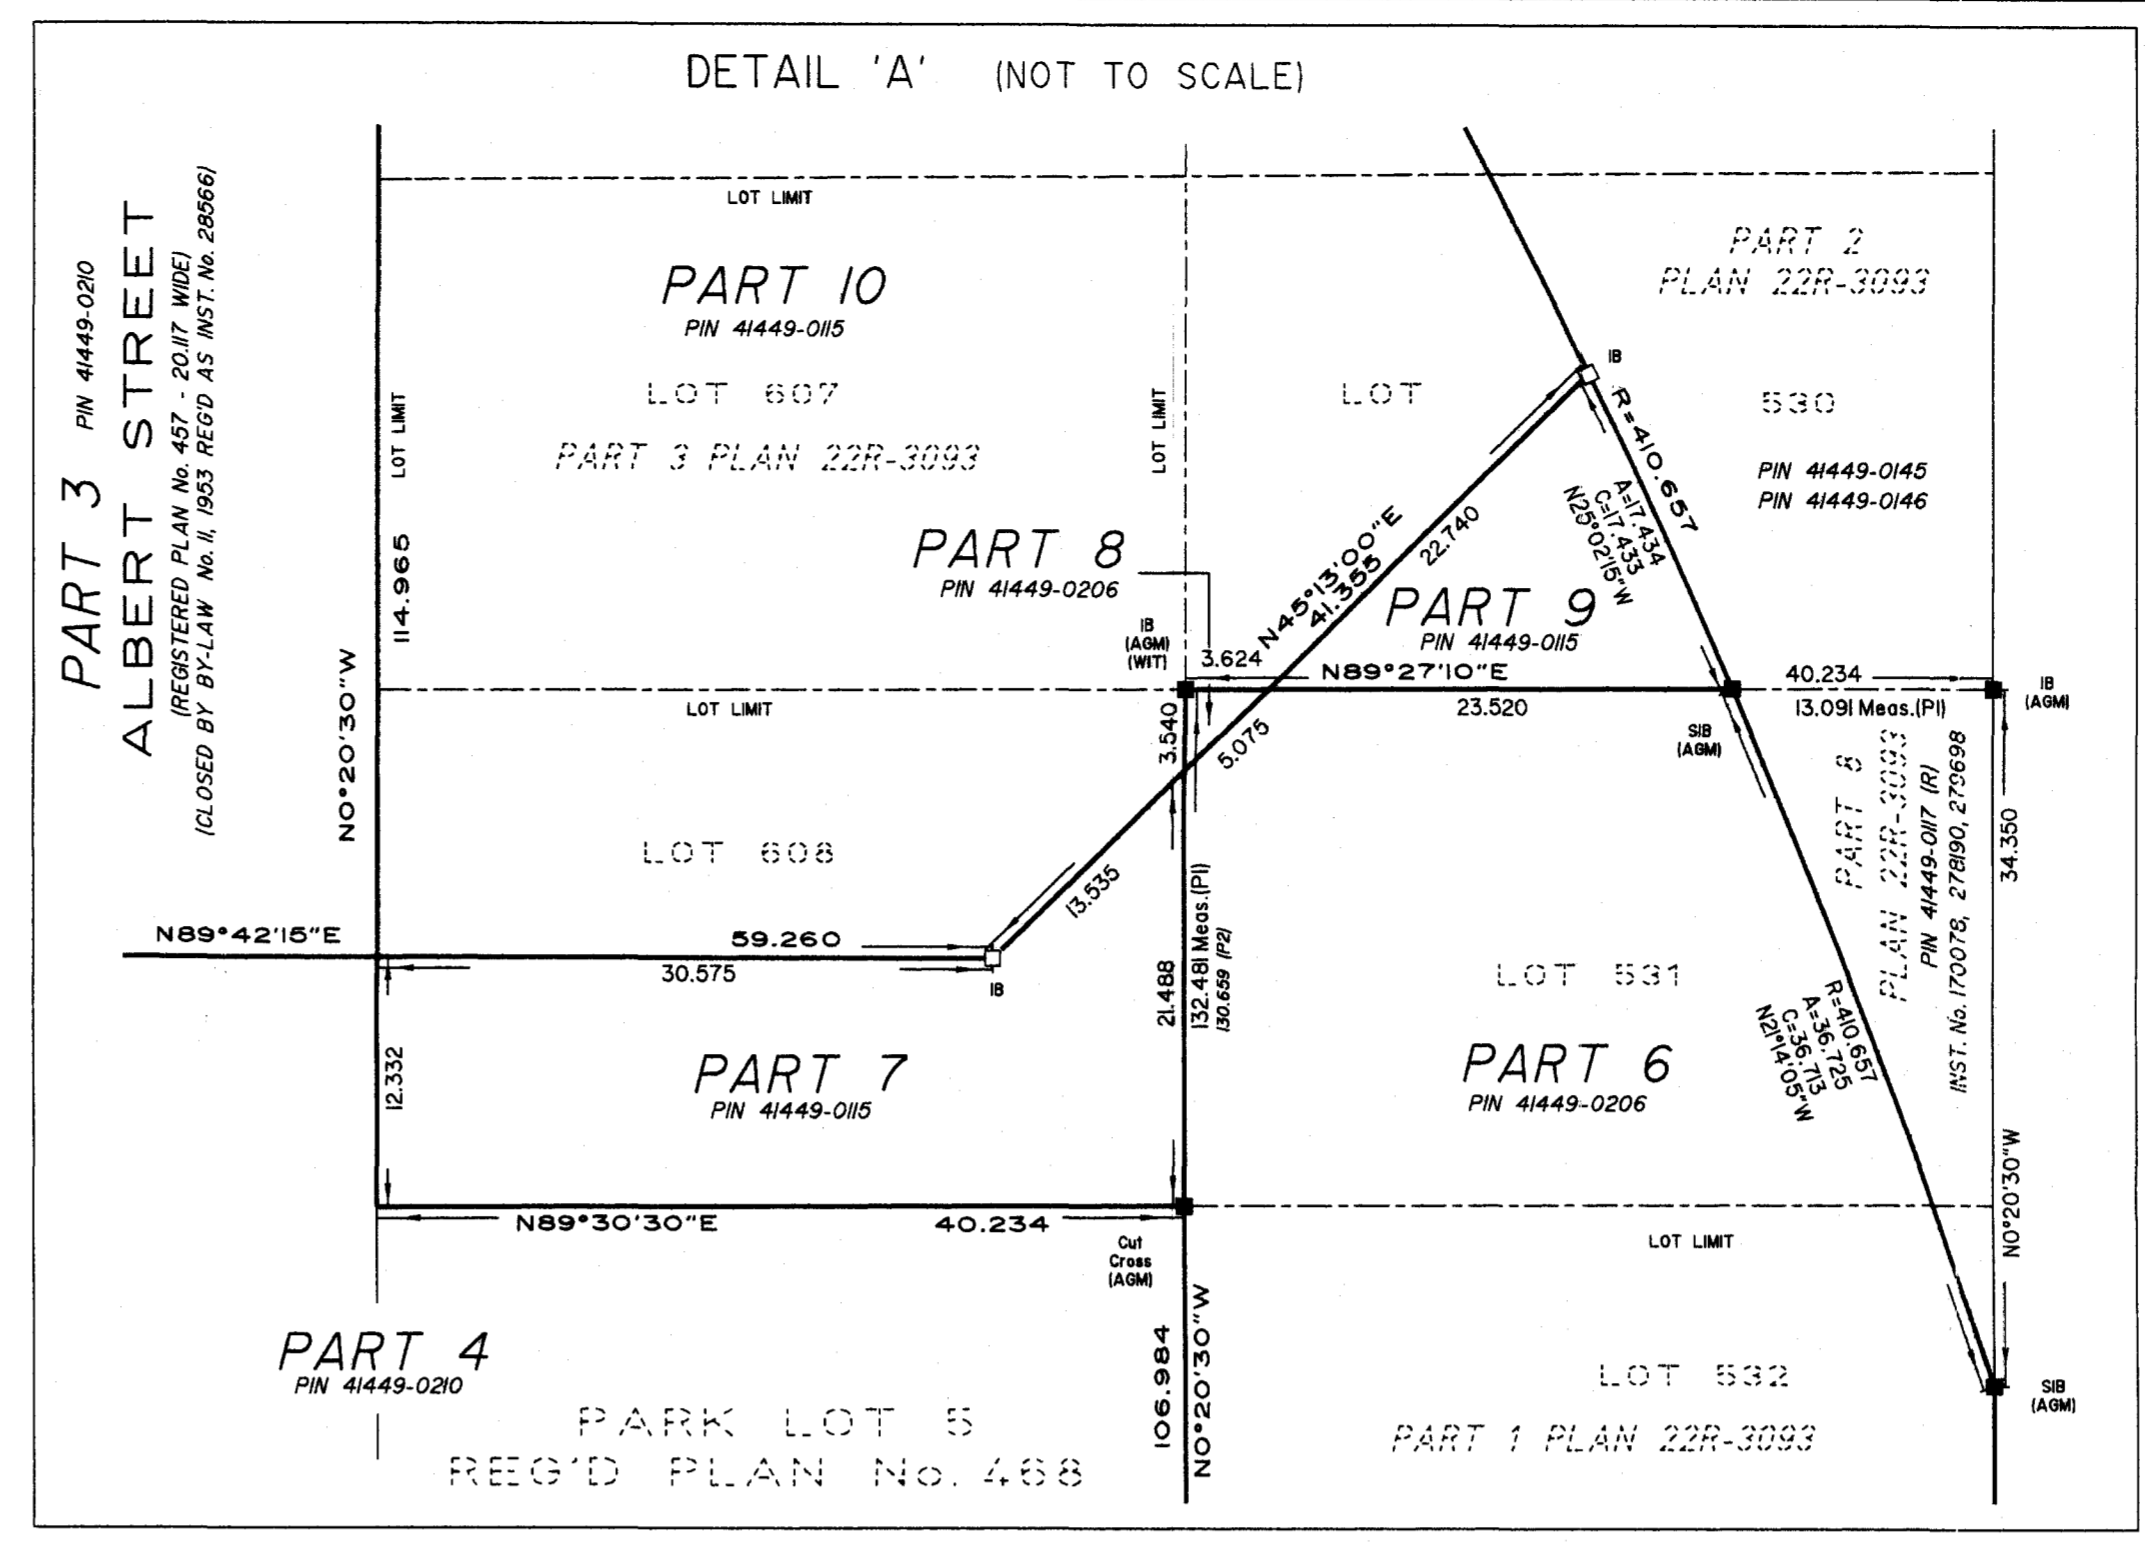 DETAIL 'A' (NOT TO SCALE)
PART 3 PIN 41449-0210
ALBERT STREET
(REGISTERED PLAN No. 457 - 20.117 WIDE)
(CLOSED BY BY-LAW No. 11, 1953 REG'D AS INST. No. 28566)
LOT LIMIT
PART 10
PIN 41449-0115
LOT 607
PART 3 PLAN 22R-3093
LOT LIMIT
114.965
N0°20'30"W
LOT LIMIT
PART 2
PLAN 22R-3093
LOT 530
PIN 41449-0145
PIN 41449-0146
IB
R=410.657
A=17.434
C=17.433
N25°02'15"W
PART 8
PIN 41449-0206
N45°13'00"E
41.355
22.740
PART 9
PIN 41449-0115
IB
(AGM)
(WIT)
3.624
N89°27'10"E
23.520
40.234
13.091 Meas.(P1)
IB
(AGM)
SIB
(AGM)
LOT LIMIT
3.540
5.075
PART 8
PLAN 22R-3093
PIN 41449-0117 (R)
INST. No. 170078, 278190, 279698
34.350
LOT 608
13.535
N89°42'15"E
59.260
30.575
IB
21.488
132.481 Meas.(P1)
130.659 (P2)
LOT 531
R=410.657
A=36.725
C=36.713
N21°14'05"W
12.332
PART 7
PIN 41449-0115
PART 6
PIN 41449-0206
N0°20'30"W
N89°30'30"E
40.234
Cut
Cross
(AGM)
LOT LIMIT
PART 4
PIN 41449-0210
106.984
N0°20'30"W
LOT 532
PART 1 PLAN 22R-3093
SIB
(AGM)
PARK LOT 5
REG'D PLAN No. 468